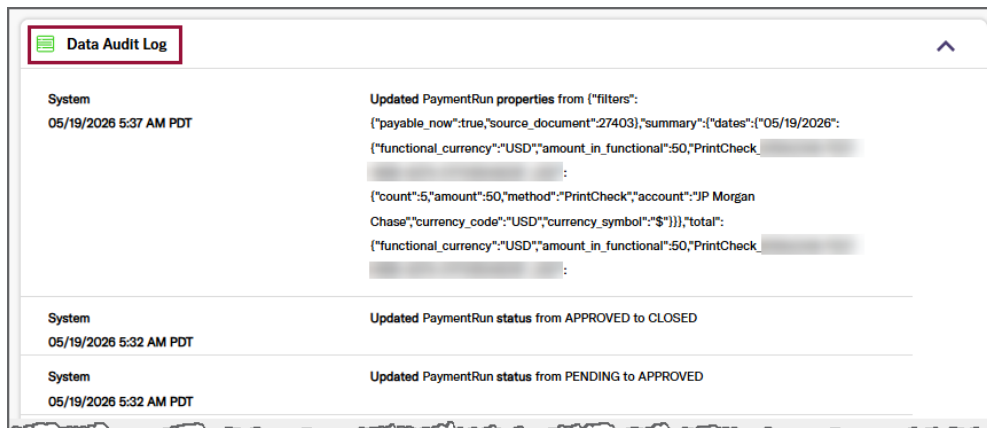 Data Audit Log
System
05/19/2026 5:37 AM PDT
Updated PaymentRun properties from {"filters":
{"payable_now":true,"source_document":27403},"summary":{"dates":{"05/19/2026":
{"functional_currency":"USD","amount_in_functional":50,"PrintCheck_
:
{"count":5,"amount":50,"method":"PrintCheck","account":"JP Morgan
Chase","currency_code":"USD","currency_symbol":"$"}}},"total":
{"functional_currency":"USD","amount_in_functional":50,"PrintCheck_
:
System
05/19/2026 5:32 AM PDT
Updated PaymentRun status from APPROVED to CLOSED
System
05/19/2026 5:32 AM PDT
Updated PaymentRun status from PENDING to APPROVED